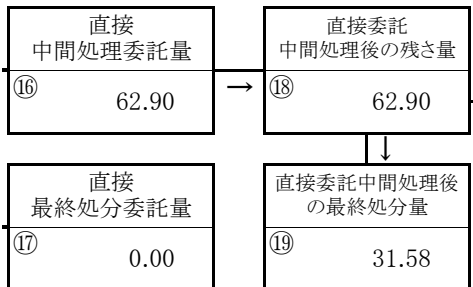 直接
中間処理委託量
⑯
62.90
→
直接委託
中間処理後の残さ量
⑱
62.90
↓
直接
最終処分委託量
⑰
0.00
直接委託中間処理後
の最終処分量
⑲
31.58